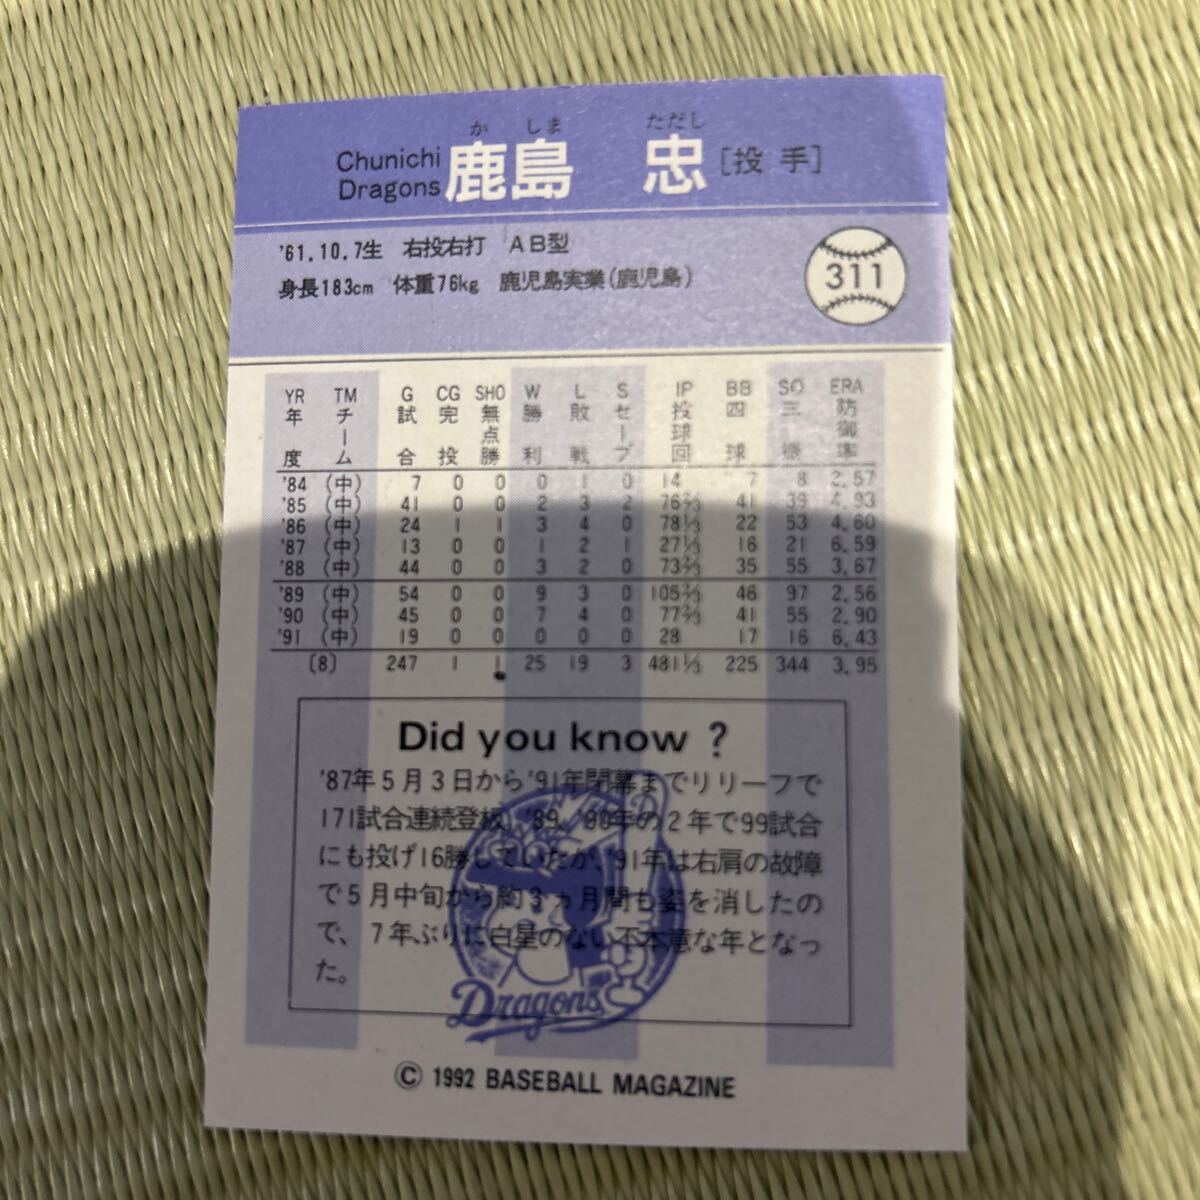 か しま ただし
Chunichi Dragons 鹿島 忠 [投 手]
'61.10.7生 右投右打 AB型
身長183cm 体重76kg 鹿児島実業(鹿児島)
311
YR TM G CG SHO W L S IP BB SO ERA
年度 チーム 試合 完投 無点勝 勝利 敗戦 セーブ 投球回 四球 三振 防御率
'84 (中) 7 0 0 0 1 0 14 7 8 2.57
'85 (中) 41 0 0 2 3 2 76⅔ 41 39 4.93
'86 (中) 24 1 1 3 4 0 78⅓ 22 53 4.60
'87 (中) 13 0 0 1 2 1 27⅓ 16 21 6.59
'88 (中) 44 0 0 3 2 0 73⅔ 35 55 3.67
'89 (中) 54 0 0 9 3 0 105⅔ 46 97 2.56
'90 (中) 45 0 0 7 4 0 77⅔ 41 55 2.90
'91 (中) 19 0 0 0 0 0 28 17 16 6.43
〔8〕 247 1 1 25 19 3 481⅓ 225 344 3.95
Did you know ?
'87年5月3日から'91年閉幕までリリーフで
171試合連続登板。'89、'90年の2年で99試合
にも投げ16勝していたが、'91年は右肩の故障
で5月中旬から約3ヵ月間も姿を消したの
で、7年ぶりに白星のない不本意な年となっ
た。
Dragons
© 1992 BASEBALL MAGAZINE